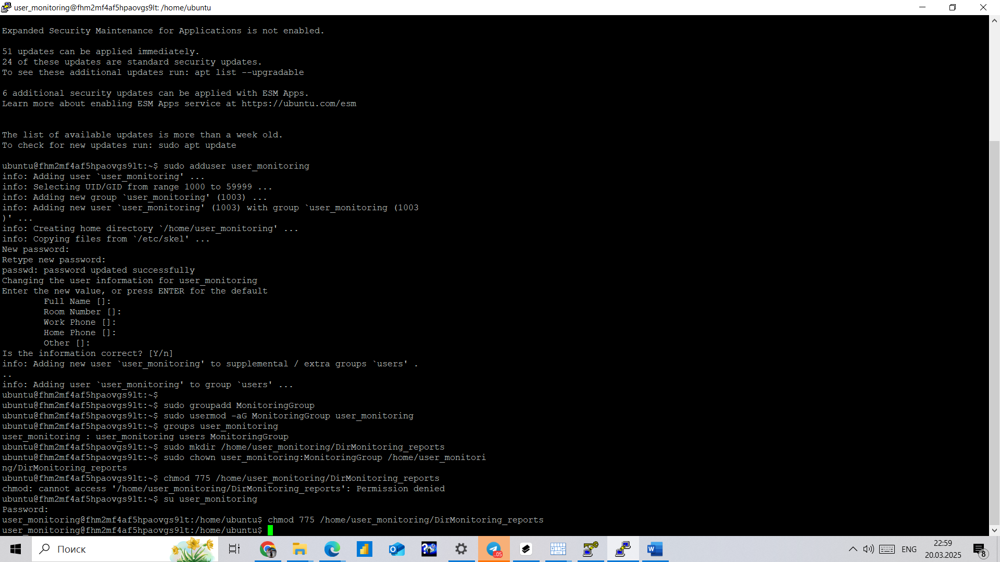 user_monitoring@fhm2mf4af5hpaovgs9lt: /home/ubuntu
Expanded Security Maintenance for Applications is not enabled.
51 updates can be applied immediately.
24 of these updates are standard security updates.
To see these additional updates run: apt list --upgradable
6 additional security updates can be applied with ESM Apps.
Learn more about enabling ESM Apps service at https://ubuntu.com/esm
The list of available updates is more than a week old.
To check for new updates run: sudo apt update
ubuntu@fhm2mf4af5hpaovgs9lt:~$ sudo adduser user_monitoring
info: Adding user `user_monitoring' ...
info: Selecting UID/GID from range 1000 to 59999 ...
info: Adding new group `user_monitoring' (1003) ...
info: Adding new user `user_monitoring' (1003) with group `user_monitoring (1003
)' ...
info: Creating home directory `/home/user_monitoring' ...
info: Copying files from `/etc/skel' ...
New password:
Retype new password:
passwd: password updated successfully
Changing the user information for user_monitoring
Enter the new value, or press ENTER for the default
Full Name []:
Room Number []:
Work Phone []:
Home Phone []:
Other []:
Is the information correct? [Y/n]
info: Adding new user `user_monitoring' to supplemental / extra groups `users' .
..
info: Adding user `user_monitoring' to group `users' ...
ubuntu@fhm2mf4af5hpaovgs9lt:~$
ubuntu@fhm2mf4af5hpaovgs9lt:~$ sudo groupadd MonitoringGroup
ubuntu@fhm2mf4af5hpaovgs9lt:~$ sudo usermod -aG MonitoringGroup user_monitoring
ubuntu@fhm2mf4af5hpaovgs9lt:~$ groups user_monitoring
user_monitoring : user_monitoring users MonitoringGroup
ubuntu@fhm2mf4af5hpaovgs9lt:~$ sudo mkdir /home/user_monitoring/DirMonitoring_reports
ubuntu@fhm2mf4af5hpaovgs9lt:~$ sudo chown user_monitoring:MonitoringGroup /home/user_monitori
ng/DirMonitoring_reports
ubuntu@fhm2mf4af5hpaovgs9lt:~$ chmod 775 /home/user_monitoring/DirMonitoring_reports
chmod: cannot access '/home/user_monitoring/DirMonitoring_reports': Permission denied
ubuntu@fhm2mf4af5hpaovgs9lt:~$ su user_monitoring
Password:
user_monitoring@fhm2mf4af5hpaovgs9lt:/home/ubuntu$ chmod 775 /home/user_monitoring/DirMonitoring_reports
user_monitoring@fhm2mf4af5hpaovgs9lt:/home/ubuntu$
Поиск
..05
W
ENG
22:59
20.03.2025
8